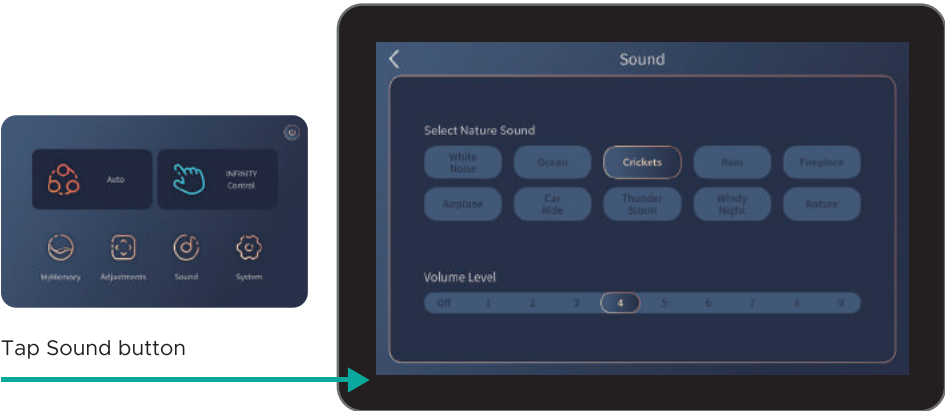 Auto
INFINITY
Control
MyMemory
Adjustments
Sound
System
Tap Sound button
Sound
Select Nature Sound
White
Noise
Ocean
Crickets
Rain
Fireplace
Airplane
Car
Ride
Thunder
Storm
Windy
Night
Nature
Volume Level
Off 1 2 3 4 5 6 7 8 9